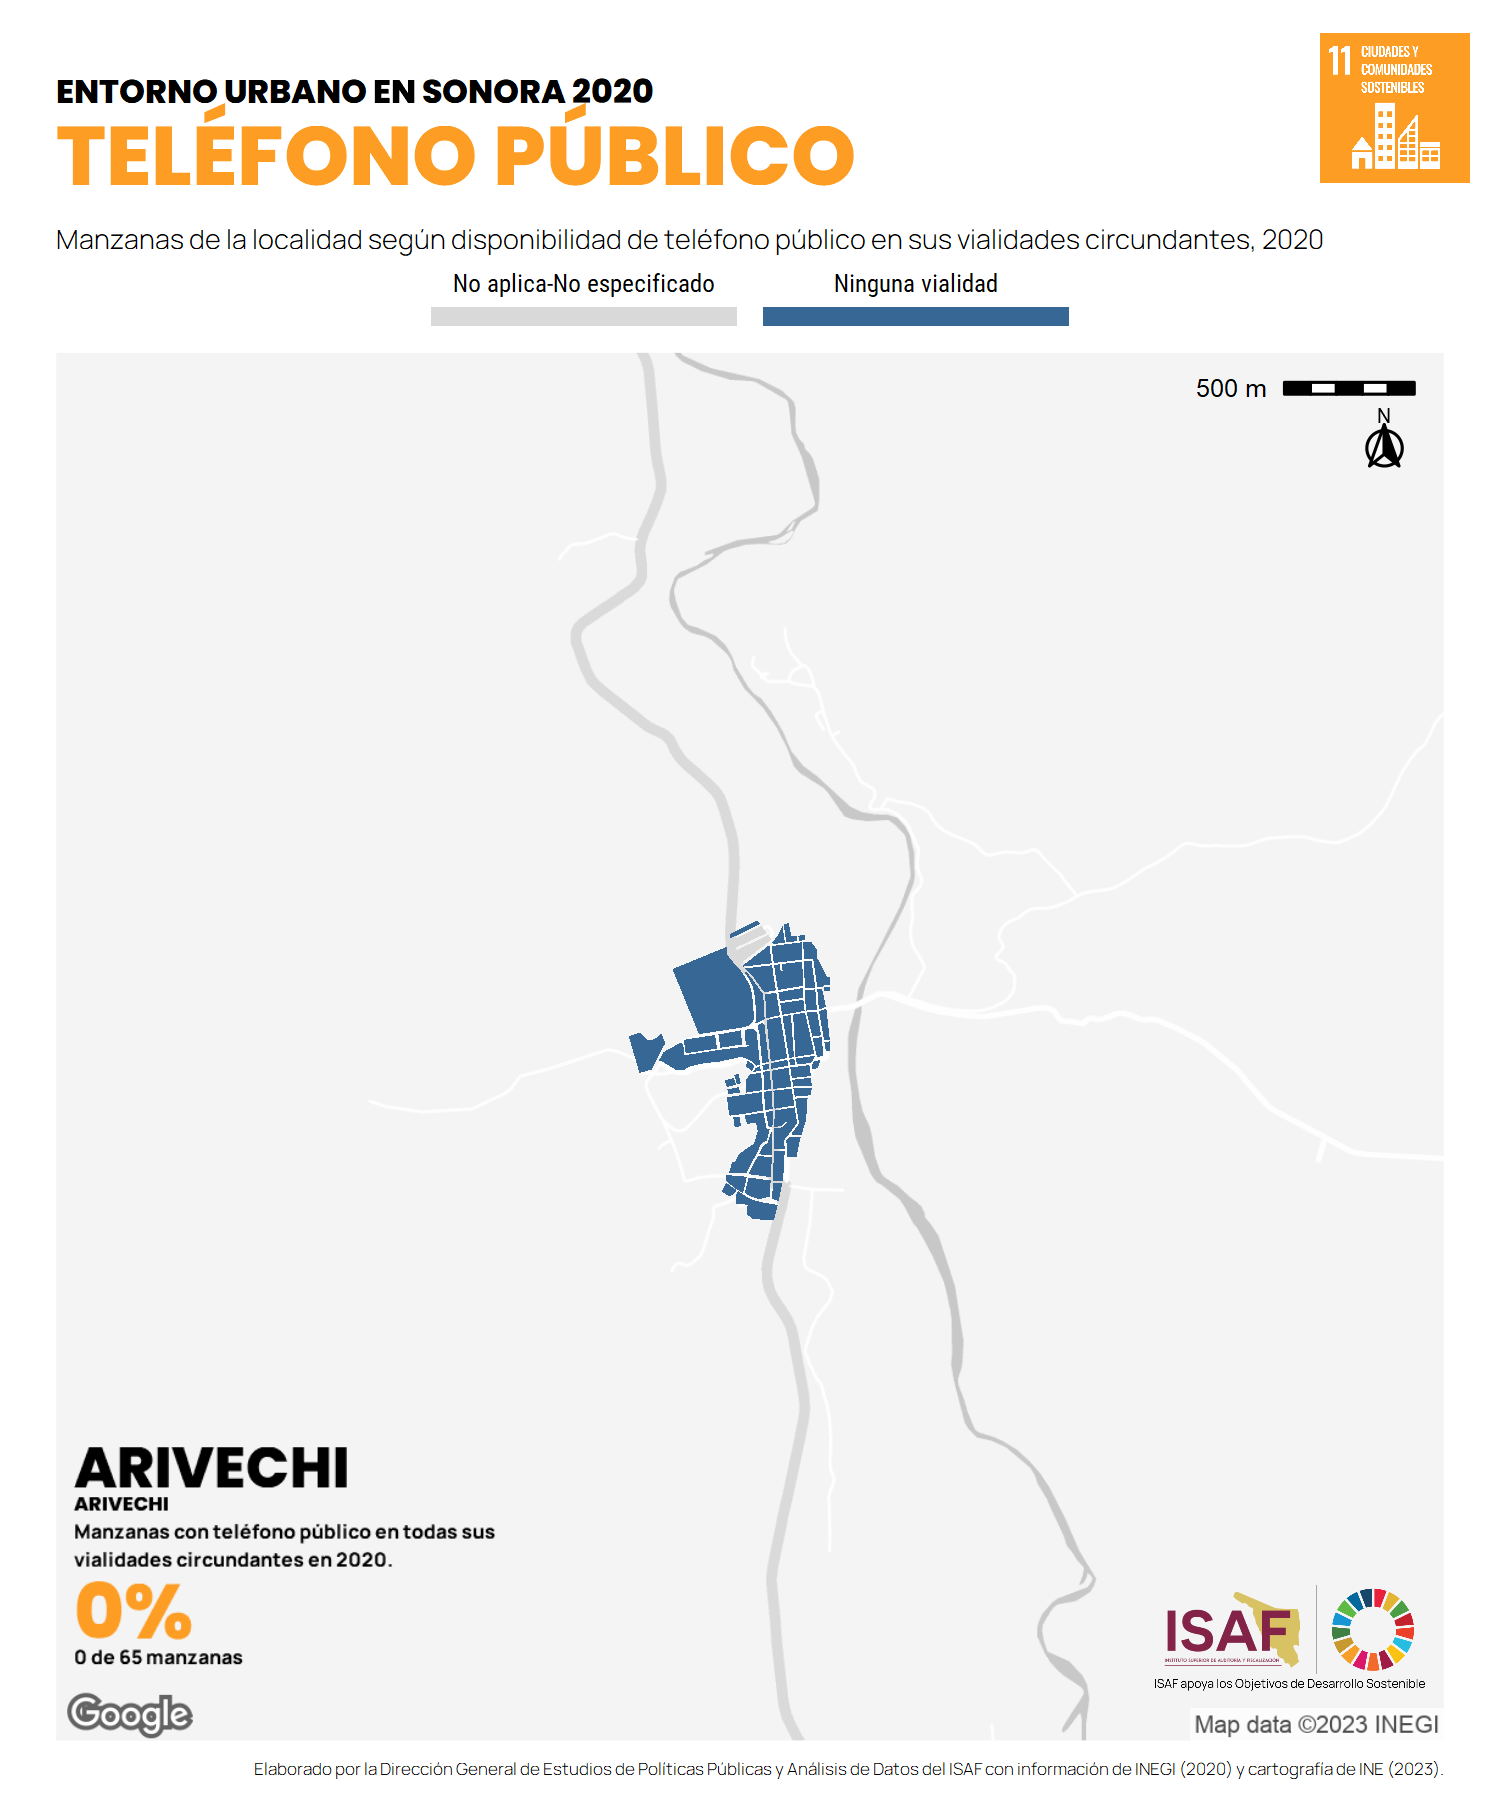 ENTORNO URBANO EN SONORA 2020
TELÉFONO PÚBLICO
11 CIUDADES Y
COMUNIDADES
SOSTENIBLES
Manzanas de la localidad según disponibilidad de teléfono público en sus vialidades circundantes, 2020
No aplica-No especificado
Ninguna vialidad
500 m
N
ARIVECHI
ARIVECHI
Manzanas con teléfono público en todas sus
vialidades circundantes en 2020.
0%
0 de 65 manzanas
Google
ISAF
INSTITUTO SUPERIOR DE AUDITORÍA Y FISCALIZACIÓN
ISAF apoya los Objetivos de Desarrollo Sostenible
Map data ©2023 INEGI
Elaborado por la Dirección General de Estudios de Políticas Públicas y Análisis de Datos del ISAF con información de INEGI (2020) y cartografía de INE (2023).